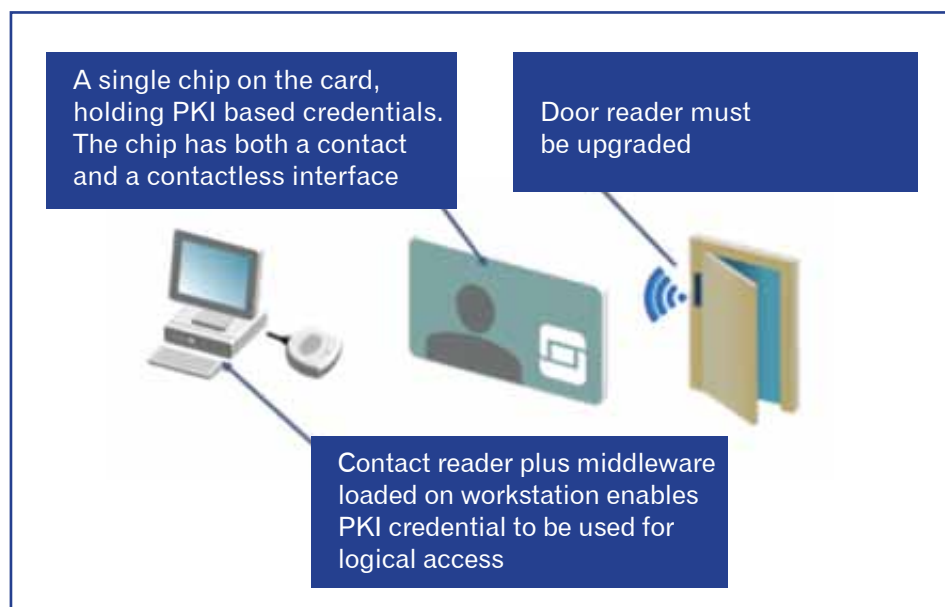 A single chip on the card,
holding PKI based credentials.
The chip has both a contact
and a contactless interface
Door reader must
be upgraded
Contact reader plus middleware
loaded on workstation enables
PKI credential to be used for
logical access